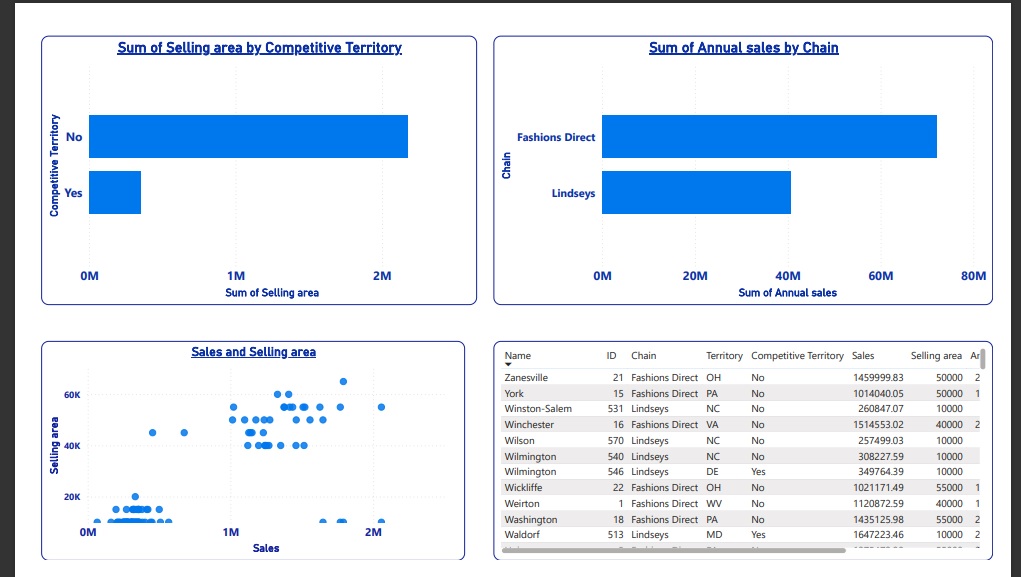 Sum of Selling area by Competitive Territory
Competitive Territory
No
Yes
0M 1M 2M
Sum of Selling area
Sum of Annual sales by Chain
Chain
Fashions Direct
Lindseys
0M 20M 40M 60M 80M
Sum of Annual sales
Sales and Selling area
Selling area
60K
40K
20K
0M 1M 2M
Sales
Name ID Chain Territory Competitive Territory Sales Selling area
Zanesville 21 Fashions Direct OH No 1459999.83 50000 2
York 15 Fashions Direct PA No 1014040.05 50000 1
Winston-Salem 531 Lindseys NC No 260847.07 10000
Winchester 16 Fashions Direct VA No 1514553.02 40000 2
Wilson 570 Lindseys NC No 257499.03 10000
Wilmington 540 Lindseys NC No 308227.59 10000
Wilmington 546 Lindseys DE Yes 349764.39 10000
Wickliffe 22 Fashions Direct OH No 1021171.49 55000 1
Weirton 1 Fashions Direct WV No 1120872.59 40000 1
Washington 18 Fashions Direct PA No 1435125.98 55000 2
Waldorf 513 Lindseys MD Yes 1647223.46 10000 2